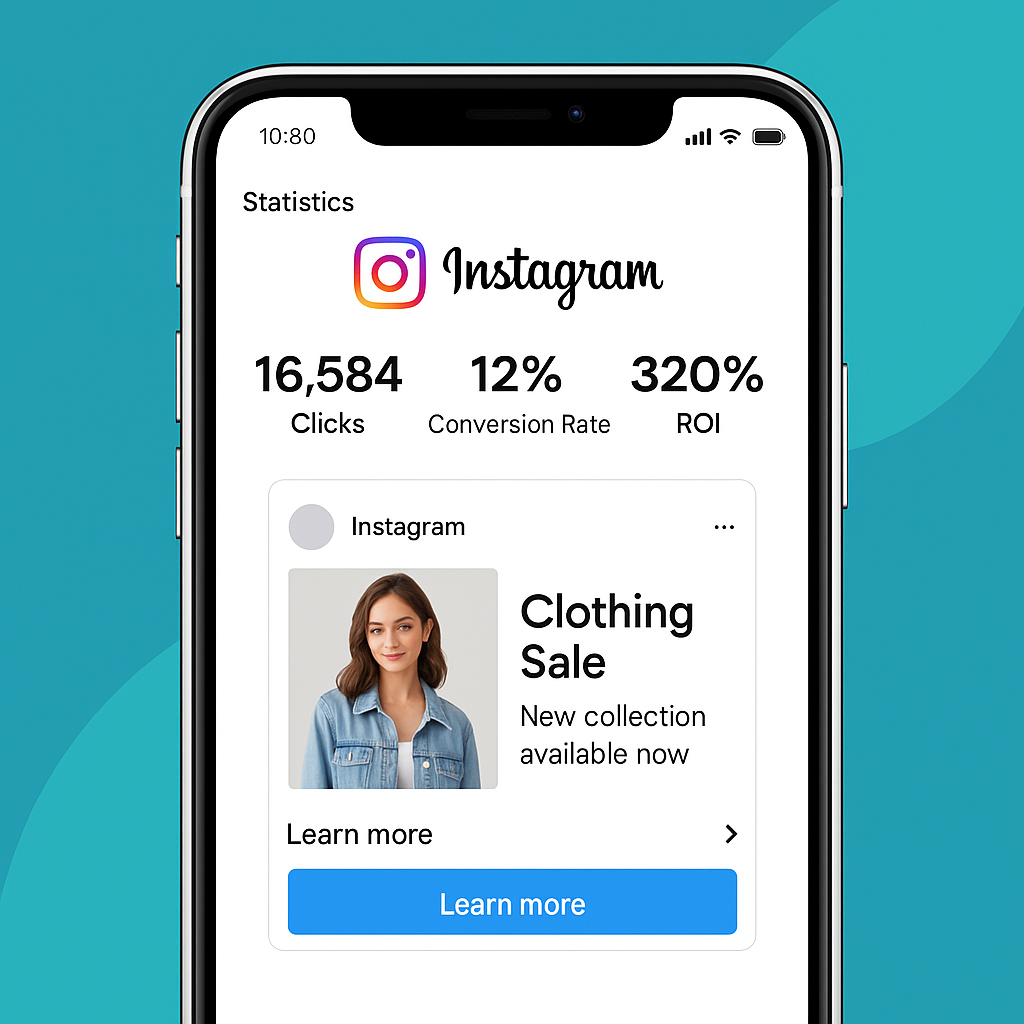 10:80
Statistics
Instagram
16,584 12% 320%
Clicks Conversion Rate ROI
Instagram
Clothing
Sale
New collection
available now
Learn more
Learn more